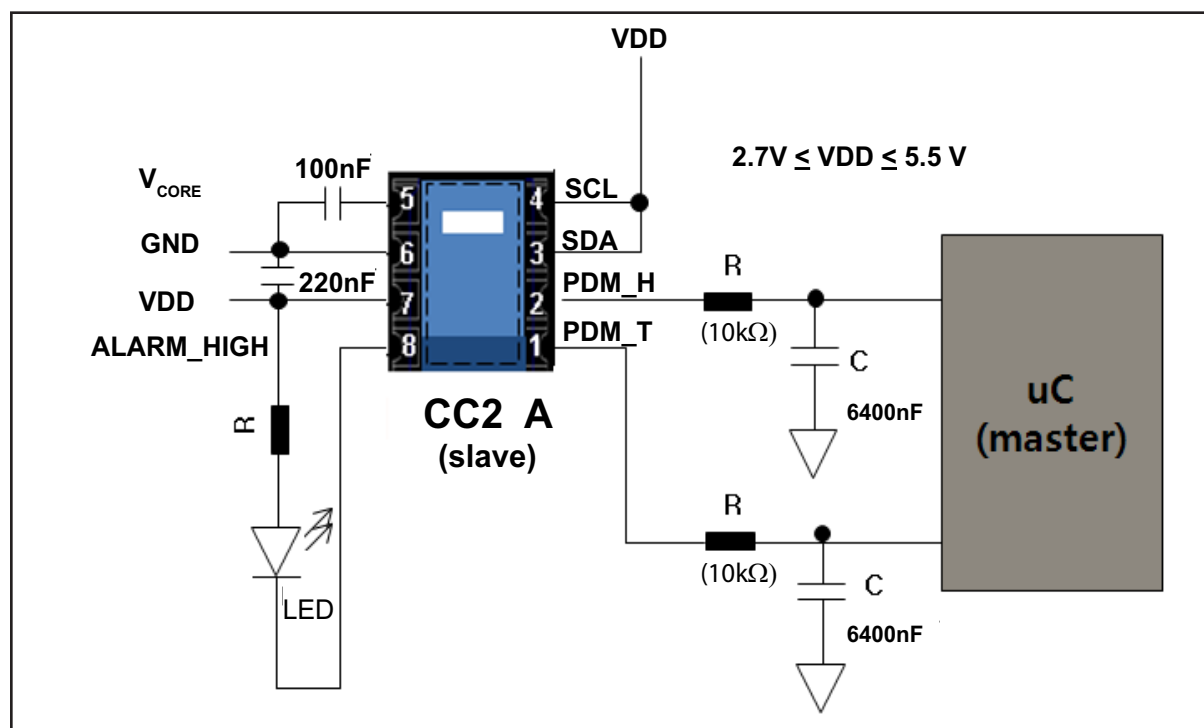 VDD
2.7V ≤ VDD ≤ 5.5 V
V_CORE
100nF
5
4
SCL
GND
6
3
SDA
220nF
VDD
7
2
PDM_H
R
(10kΩ)
ALARM_HIGH
8
1
PDM_T
C
6400nF
uC
(master)
R
CC2 A
(slave)
LED
R
(10kΩ)
C
6400nF